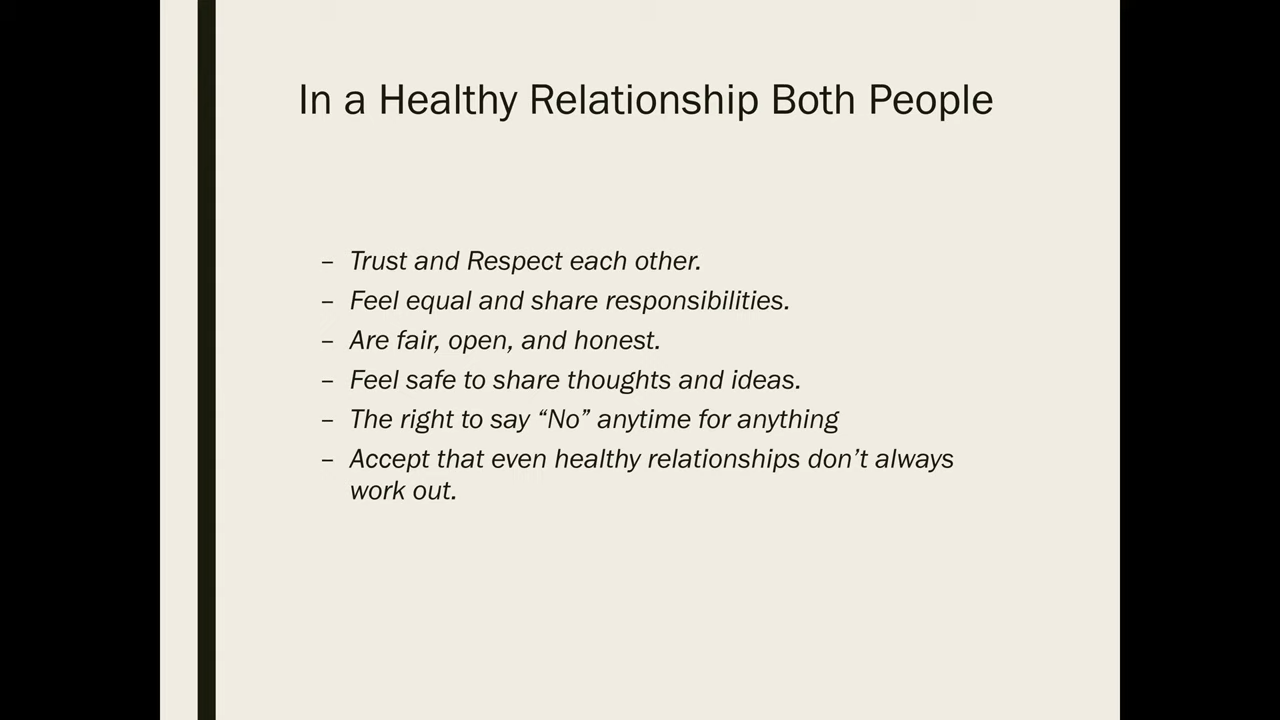 In a Healthy Relationship Both People
– Trust and Respect each other.
– Feel equal and share responsibilities.
– Are fair, open, and honest.
– Feel safe to share thoughts and ideas.
– The right to say “No” anytime for anything
– Accept that even healthy relationships don’t always
work out.